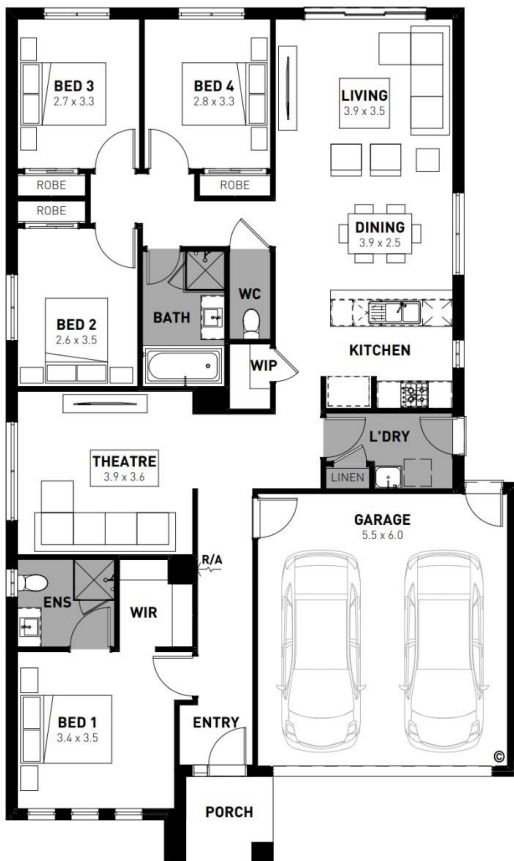 BED 3
2.7 x 3.3
BED 4
2.8 x 3.3
LIVING
3.9 x 3.5
ROBE
ROBE
ROBE
DINING
3.9 x 2.5
BED 2
2.6 x 3.5
BATH
WC
KITCHEN
WIP
THEATRE
3.9 x 3.6
L'DRY
LINEN
GARAGE
5.5 x 6.0
R/A
ENS
WIR
BED 1
3.4 x 3.5
ENTRY
©
PORCH